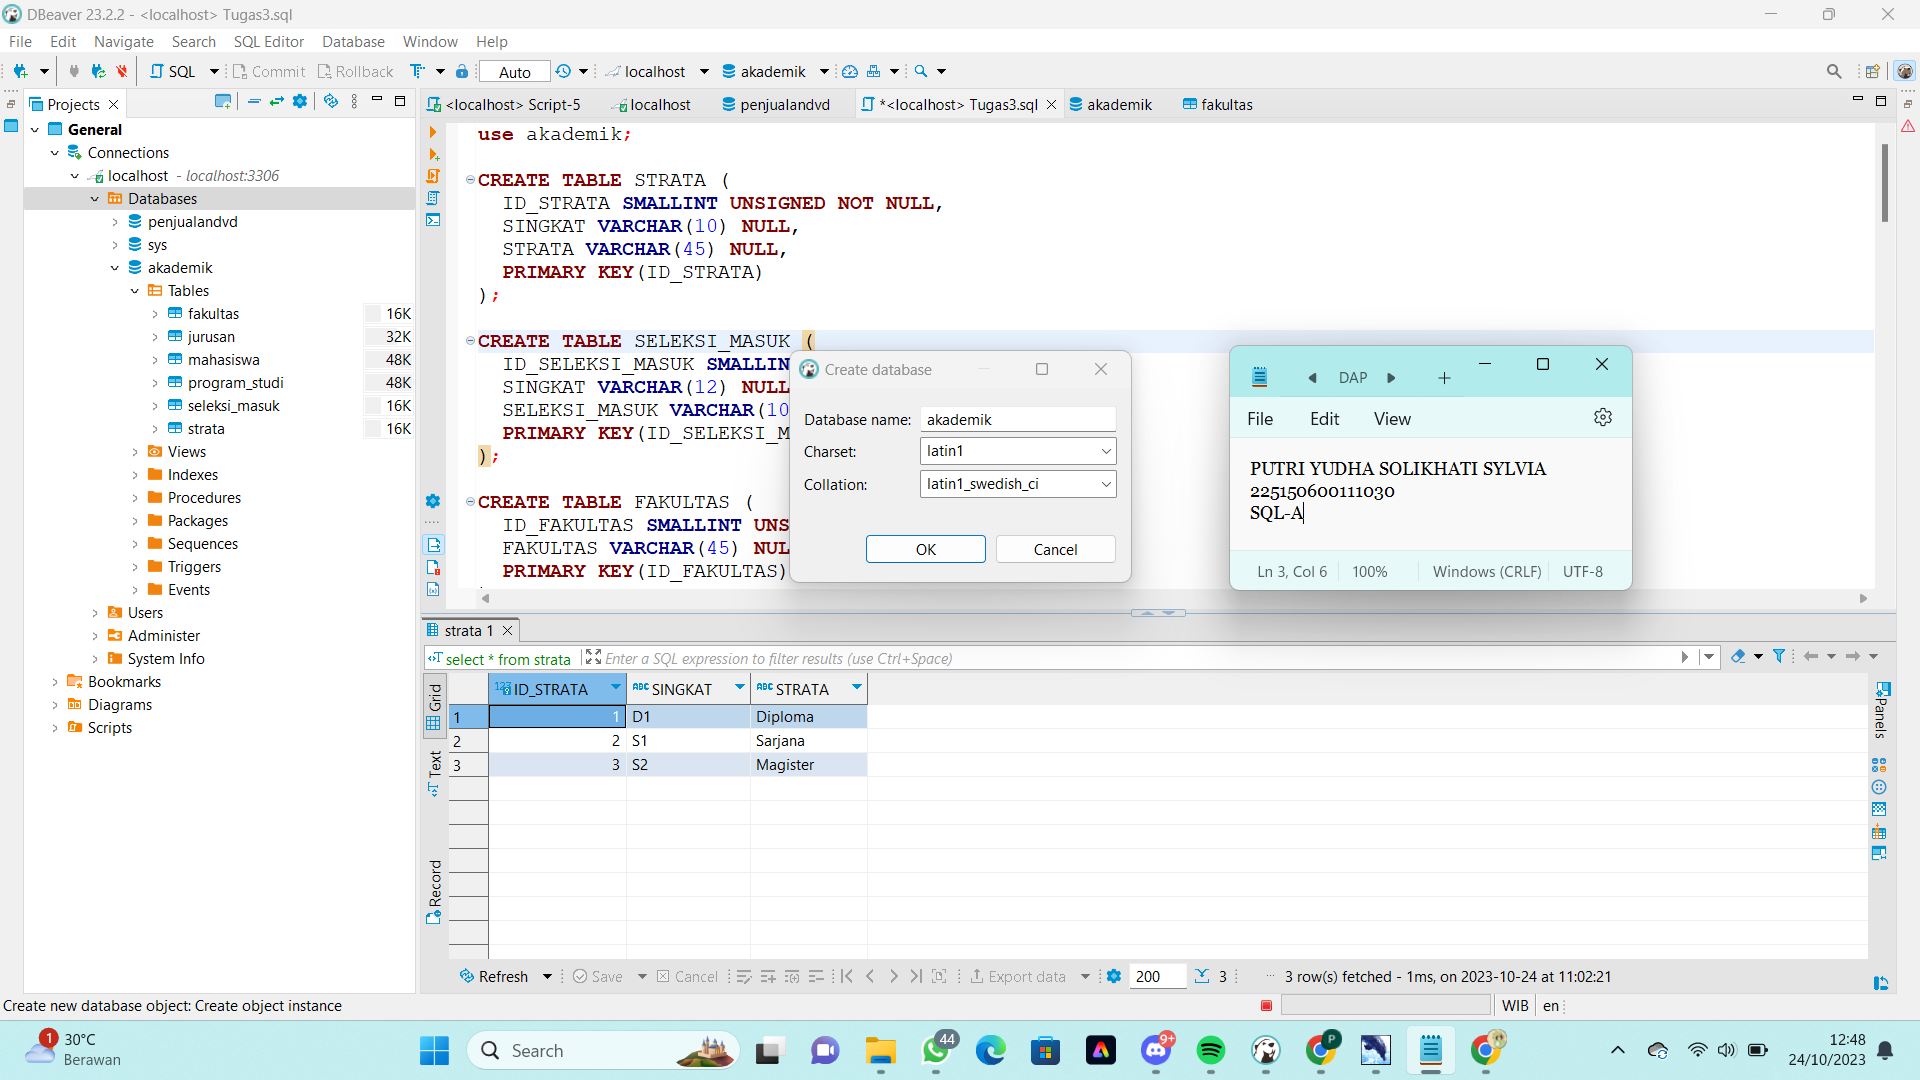 DBeaver 23.2.2 - <localhost> Tugas3.sql
File Edit Navigate Search SQL Editor Database Window Help
SQL Commit Rollback Auto localhost akademik
Projects
<localhost> Script-5 localhost penjualandvd *<localhost> Tugas3.sql akademik fakultas
General
Connections
localhost - localhost:3306
Databases
penjualandvd
sys
akademik
Tables
fakultas 16K
jurusan 32K
mahasiswa 48K
program_studi 48K
seleksi_masuk 16K
strata 16K
Views
Indexes
Procedures
Packages
Sequences
Triggers
Events
Users
Administer
System Info
Bookmarks
Diagrams
Scripts
use akademik;
CREATE TABLE STRATA (
ID_STRATA SMALLINT UNSIGNED NOT NULL,
SINGKAT VARCHAR(10) NULL,
STRATA VARCHAR(45) NULL,
PRIMARY KEY(ID_STRATA)
);
CREATE TABLE SELEKSI_MASUK (
ID_SELEKSI_MASUK SMALLIN
SINGKAT VARCHAR(12) NULL
SELEKSI_MASUK VARCHAR(10
PRIMARY KEY(ID_SELEKSI_M
);
CREATE TABLE FAKULTAS (
ID_FAKULTAS SMALLINT UNS
FAKULTAS VARCHAR(45) NUL
PRIMARY KEY(ID_FAKULTAS)
Create database
Database name: akademik
Charset: latin1
Collation: latin1_swedish_ci
OK Cancel
DAP
File Edit View
PUTRI YUDHA SOLIKHATI SYLVIA
225150600111030
SQL-A
Ln 3, Col 6 100% Windows (CRLF) UTF-8
strata 1
select * from strata Enter a SQL expression to filter results (use Ctrl+Space)
Grid
Text
Record
Panels
123 ID_STRATA ABC SINGKAT ABC STRATA
1 1 D1 Diploma
2 2 S1 Sarjana
3 3 S2 Magister
Refresh Save Cancel Export data 200 3 3 row(s) fetched - 1ms, on 2023-10-24 at 11:02:21
Create new database object: Create object instance WIB en
1 30°C
Berawan
Search
44
9+
P
12:48
24/10/2023